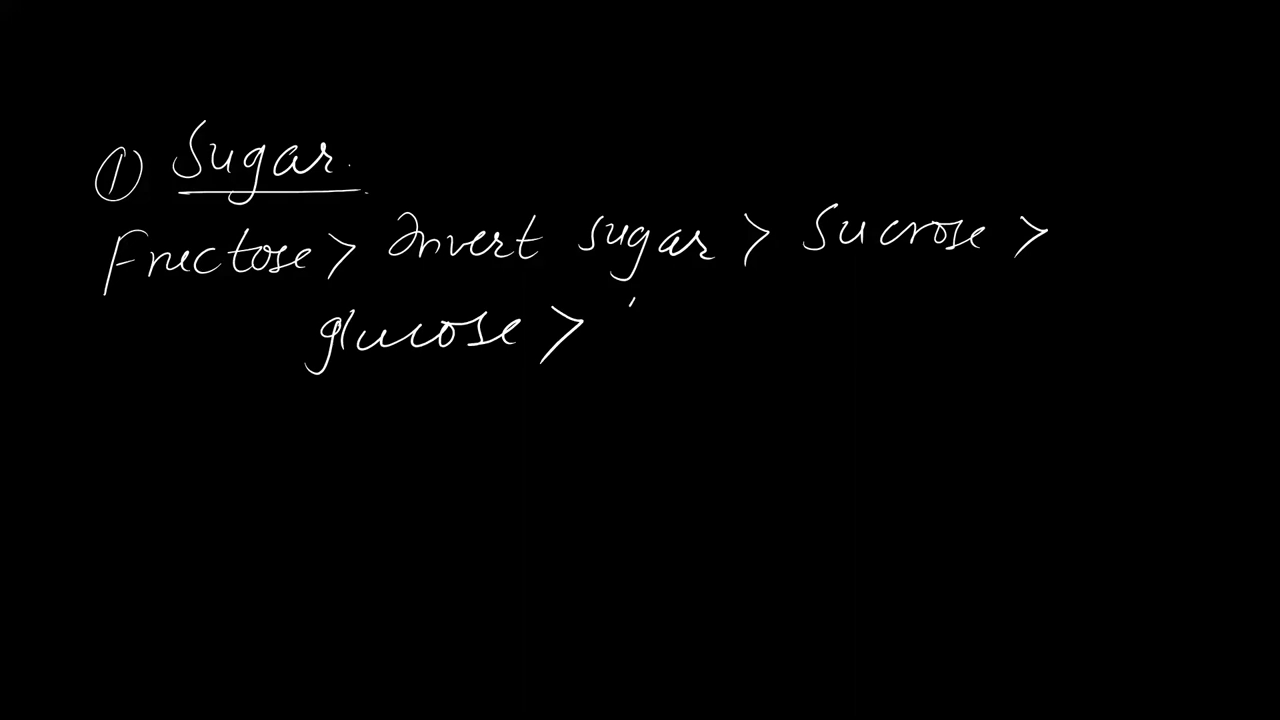 ① Sugar.
Fructose > Invert sugar > Sucrose >
glucose >